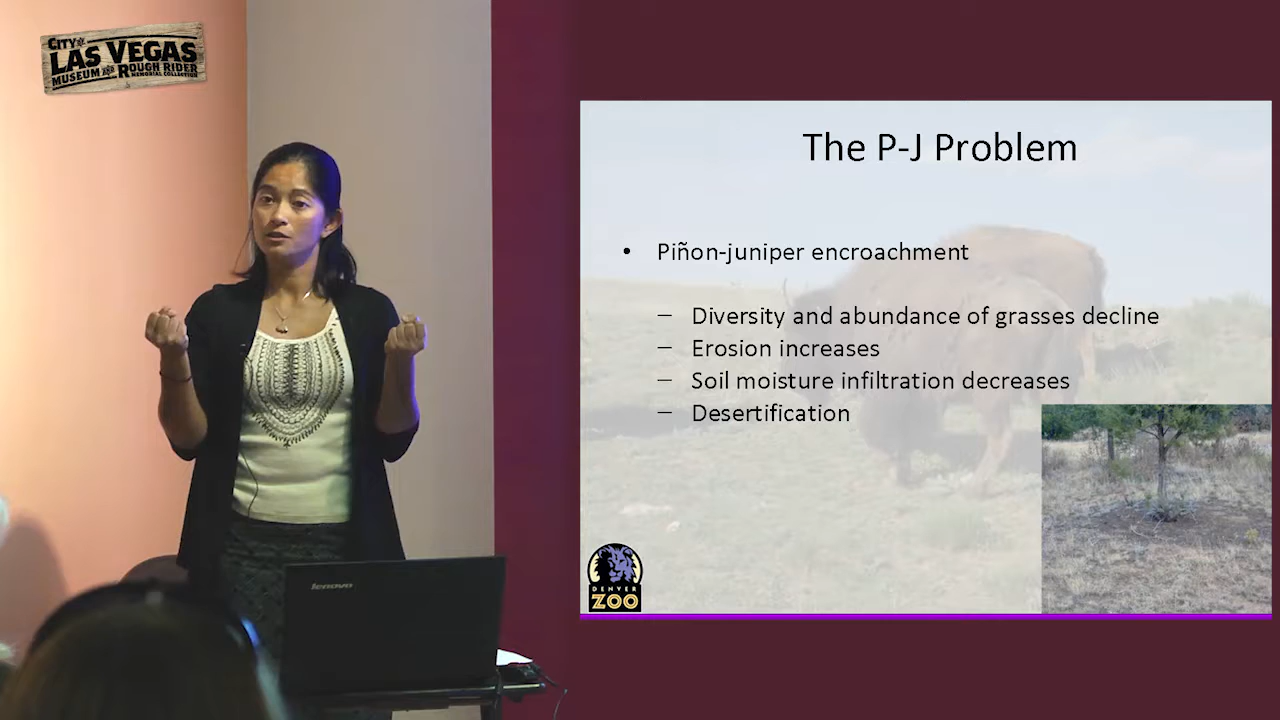 CITY OF
LAS VEGAS
MUSEUM AND ROUGH RIDER
MEMORIAL COLLECTION
The P-J Problem
• Piñon-juniper encroachment
– Diversity and abundance of grasses decline
– Erosion increases
– Soil moisture infiltration decreases
– Desertification
DENVER
ZOO
lenovo